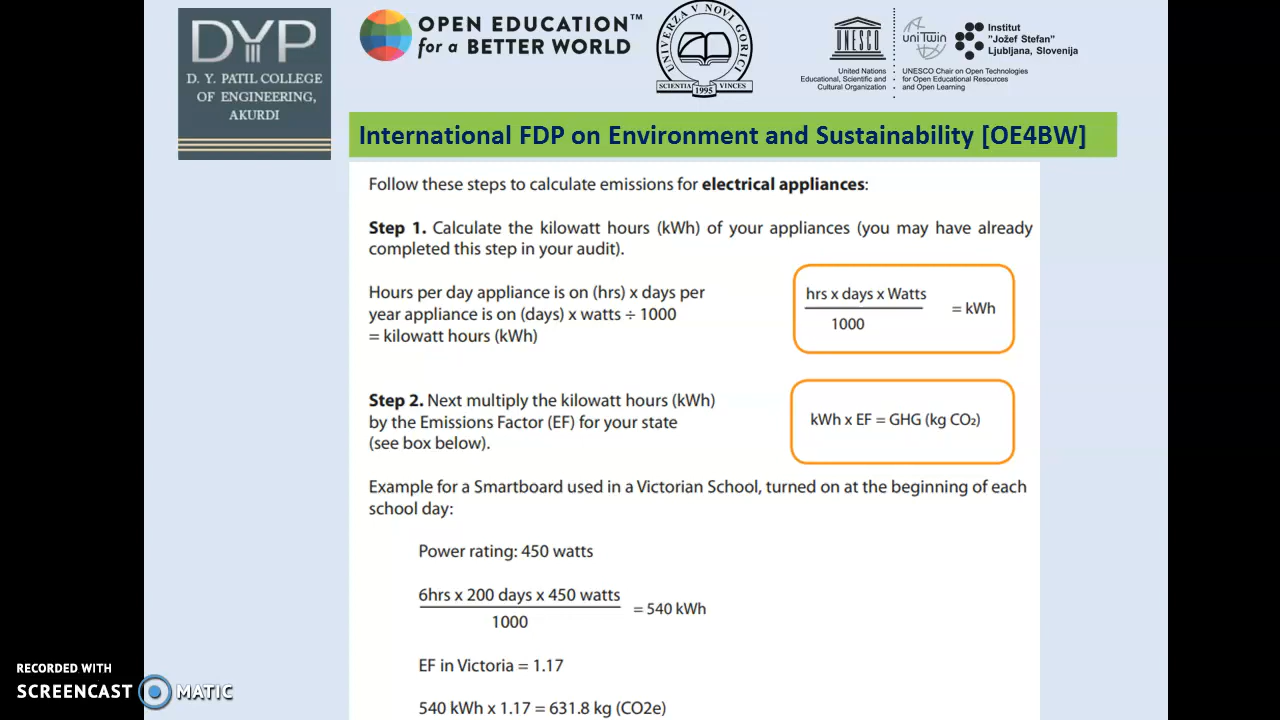 DYP
D. Y. PATIL COLLEGE
OF ENGINEERING,
AKURDI
OPEN EDUCATION™
for a BETTER WORLD
UNIVERZA V NOVI GORICI
SCIENTIA VINCES
1995
UNESCO
United Nations
Educational, Scientific and
Cultural Organization
uniTwin
Institut
"Jožef Stefan"
Ljubljana, Slovenija
UNESCO Chair on Open Technologies
for Open Educational Resources
and Open Learning
International FDP on Environment and Sustainability [OE4BW]
Follow these steps to calculate emissions for electrical appliances:
Step 1. Calculate the kilowatt hours (kWh) of your appliances (you may have already
completed this step in your audit).
Hours per day appliance is on (hrs) x days per
year appliance is on (days) x watts ÷ 1000
= kilowatt hours (kWh)
hrs x days x Watts
1000
= kWh
Step 2. Next multiply the kilowatt hours (kWh)
by the Emissions Factor (EF) for your state
(see box below).
kWh x EF = GHG (kg CO₂)
Example for a Smartboard used in a Victorian School, turned on at the beginning of each
school day:
Power rating: 450 watts
6hrs x 200 days x 450 watts
1000
= 540 kWh
EF in Victoria = 1.17
540 kWh x 1.17 = 631.8 kg (CO2e)
RECORDED WITH
SCREENCAST MATIC